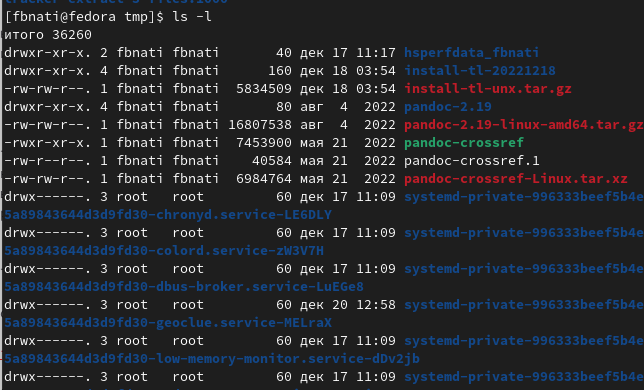 [fbnati@fedora tmp]$ ls -l
итого 36260
drwxr-xr-x. 2 fbnati fbnati       40 дек 17 11:17 hsperfdata_fbnati
drwxr-xr-x. 4 fbnati fbnati      160 дек 18 03:54 install-tl-20221218
-rw-rw-r--. 1 fbnati fbnati  5834509 дек 18 03:54 install-tl-unx.tar.gz
drwxr-xr-x. 4 fbnati fbnati       80 авг  4  2022 pandoc-2.19
-rw-rw-r--. 1 fbnati fbnati 16807538 авг  4  2022 pandoc-2.19-linux-amd64.tar.gz
-rwxr-xr-x. 1 fbnati fbnati  7453900 мая 21  2022 pandoc-crossref
-rw-r--r--. 1 fbnati fbnati    40584 мая 21  2022 pandoc-crossref.1
-rw-rw-r--. 1 fbnati fbnati  6984764 мая 21  2022 pandoc-crossref-Linux.tar.xz
drwx------. 3 root   root         60 дек 17 11:09 systemd-private-996333beef5b4e
5a89843644d3d9fd30-chronyd.service-LE6DLY
drwx------. 3 root   root         60 дек 17 11:09 systemd-private-996333beef5b4e
5a89843644d3d9fd30-colord.service-zW3V7H
drwx------. 3 root   root         60 дек 17 11:09 systemd-private-996333beef5b4e
5a89843644d3d9fd30-dbus-broker.service-LuEGe8
drwx------. 3 root   root         60 дек 20 12:58 systemd-private-996333beef5b4e
5a89843644d3d9fd30-geoclue.service-MELraX
drwx------. 3 root   root         60 дек 17 11:09 systemd-private-996333beef5b4e
5a89843644d3d9fd30-low-memory-monitor.service-dDv2jb
drwx------. 3 root   root         60 дек 17 11:09 systemd-private-996333beef5b4e